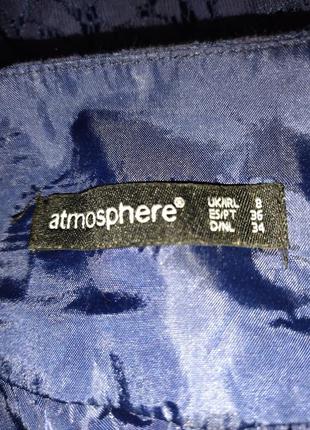 atmosphere®
UK/IRL 8
ES/PT 36
D/NL 34